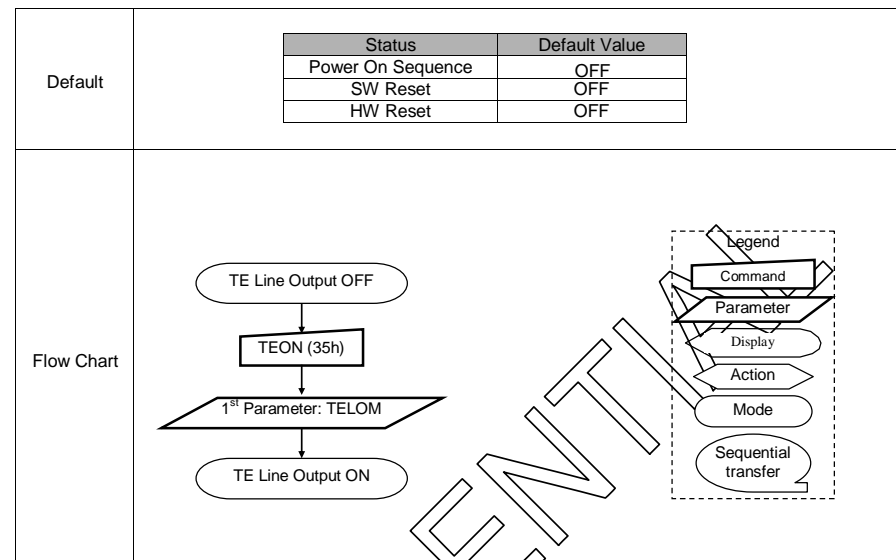 Default
Status Default Value
Power On Sequence OFF
SW Reset OFF
HW Reset OFF
Flow Chart
TE Line Output OFF
TEON (35h)
1st Parameter: TELOM
TE Line Output ON
Legend
Command
Parameter
Display
Action
Mode
Sequential
transfer
ENTIAL